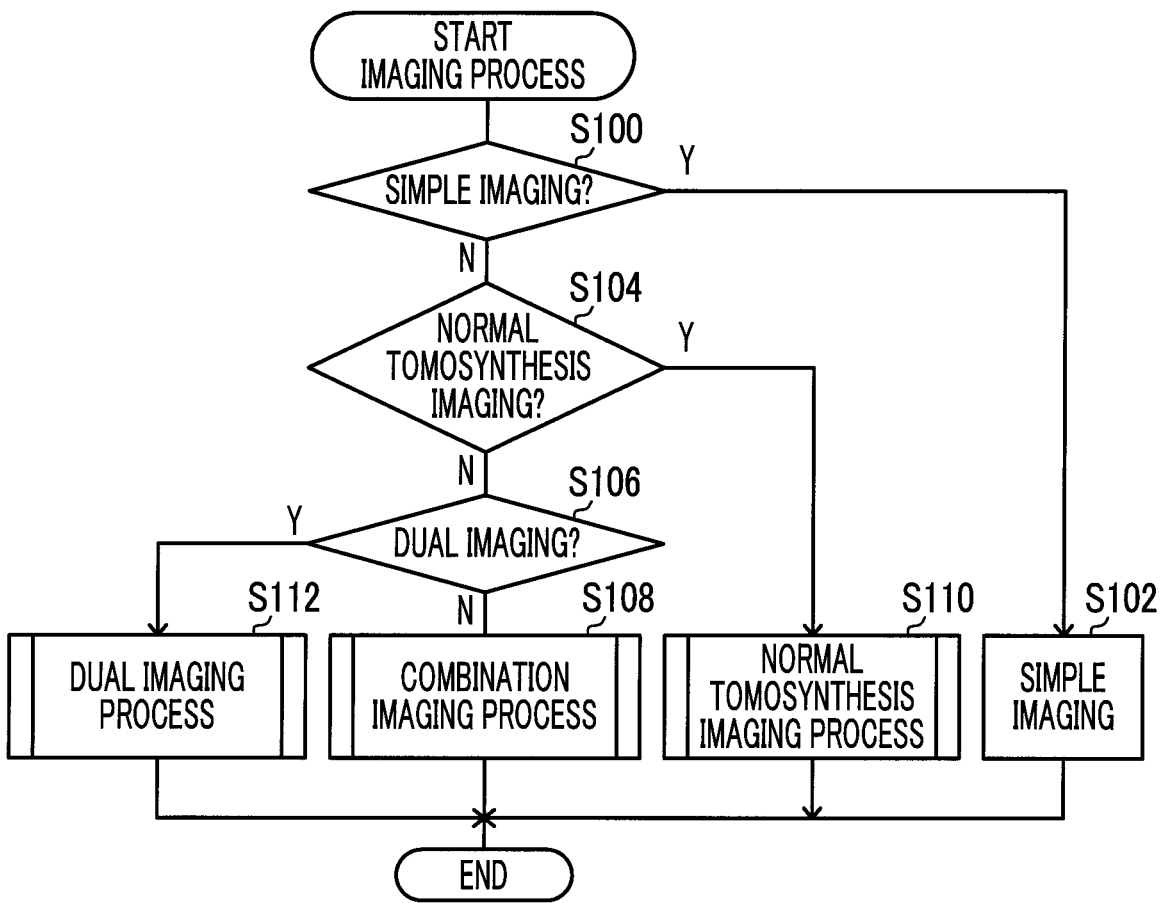 START
IMAGING PROCESS
S100
Y
SIMPLE IMAGING?
N
S104
Y
NORMAL
TOMOSYNTHESIS
IMAGING?
N
S106
Y
DUAL IMAGING?
N
S112
S108
S110
S102
DUAL IMAGING
PROCESS
COMBINATION
IMAGING PROCESS
NORMAL
TOMOSYNTHESIS
IMAGING PROCESS
SIMPLE
IMAGING
END